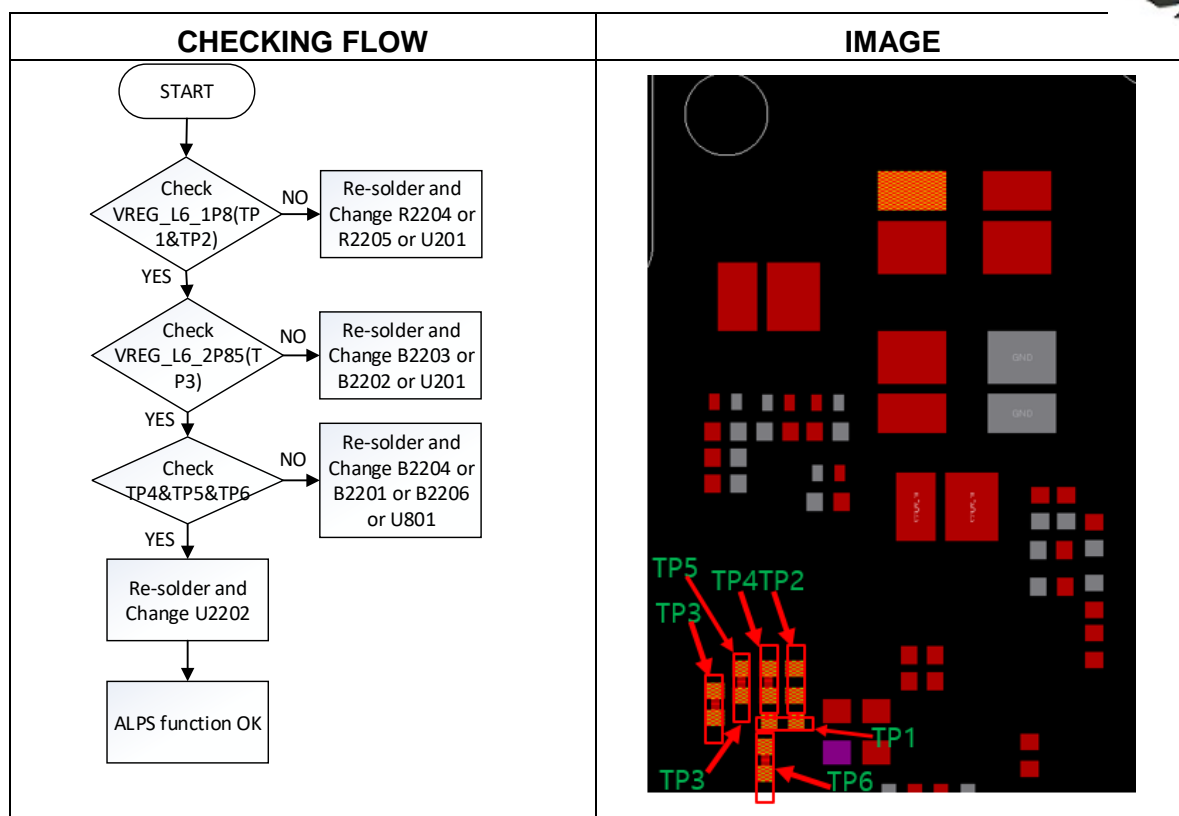 CHECKING FLOW
IMAGE
START
Check
VREG_L6_1P8(TP
1&TP2)
NO
Re-solder and
Change R2204 or
R2205 or U201
YES
Check
VREG_L6_2P85(T
P3)
NO
Re-solder and
Change B2203 or
B2202 or U201
YES
Check
TP4&TP5&TP6
NO
Re-solder and
Change B2204 or
B2201 or B2206
or U801
YES
Re-solder and
Change U2202
ALPS function OK
GND
GND
TP5
TP4TP2
TP3
TP1
TP3
TP6